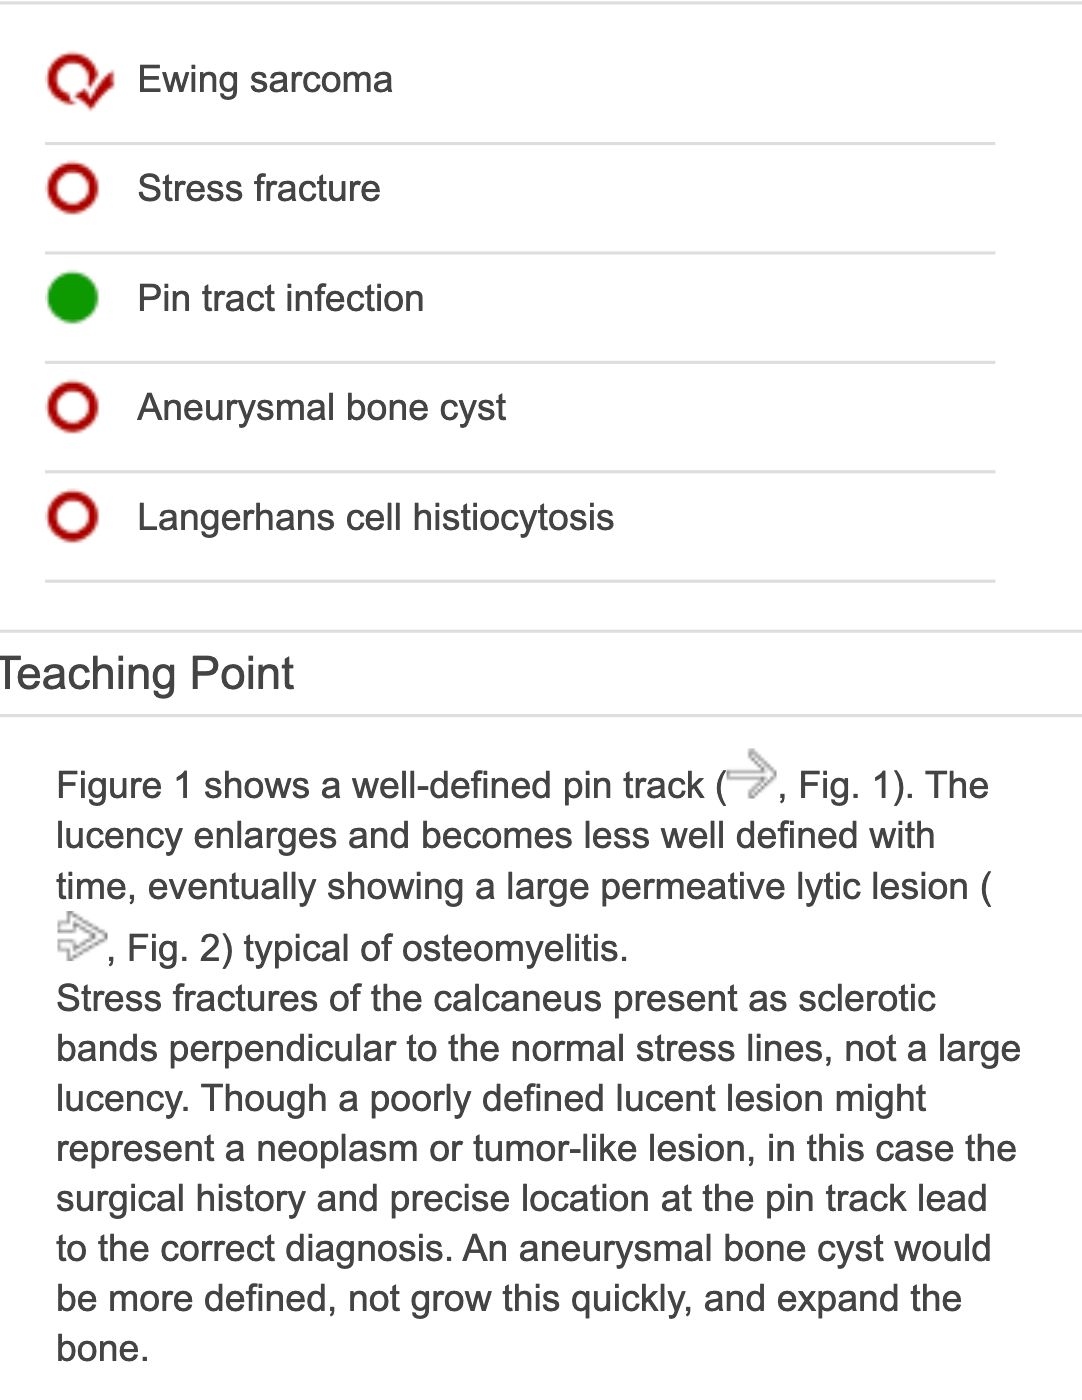 Ewing sarcoma
Stress fracture
Pin tract infection
Aneurysmal bone cyst
Langerhans cell histiocytosis
Teaching Point
Figure 1 shows a well-defined pin track ( , Fig. 1). The
lucency enlarges and becomes less well defined with
time, eventually showing a large permeative lytic lesion (
, Fig. 2) typical of osteomyelitis.
Stress fractures of the calcaneus present as sclerotic
bands perpendicular to the normal stress lines, not a large
lucency. Though a poorly defined lucent lesion might
represent a neoplasm or tumor-like lesion, in this case the
surgical history and precise location at the pin track lead
to the correct diagnosis. An aneurysmal bone cyst would
be more defined, not grow this quickly, and expand the
bone.